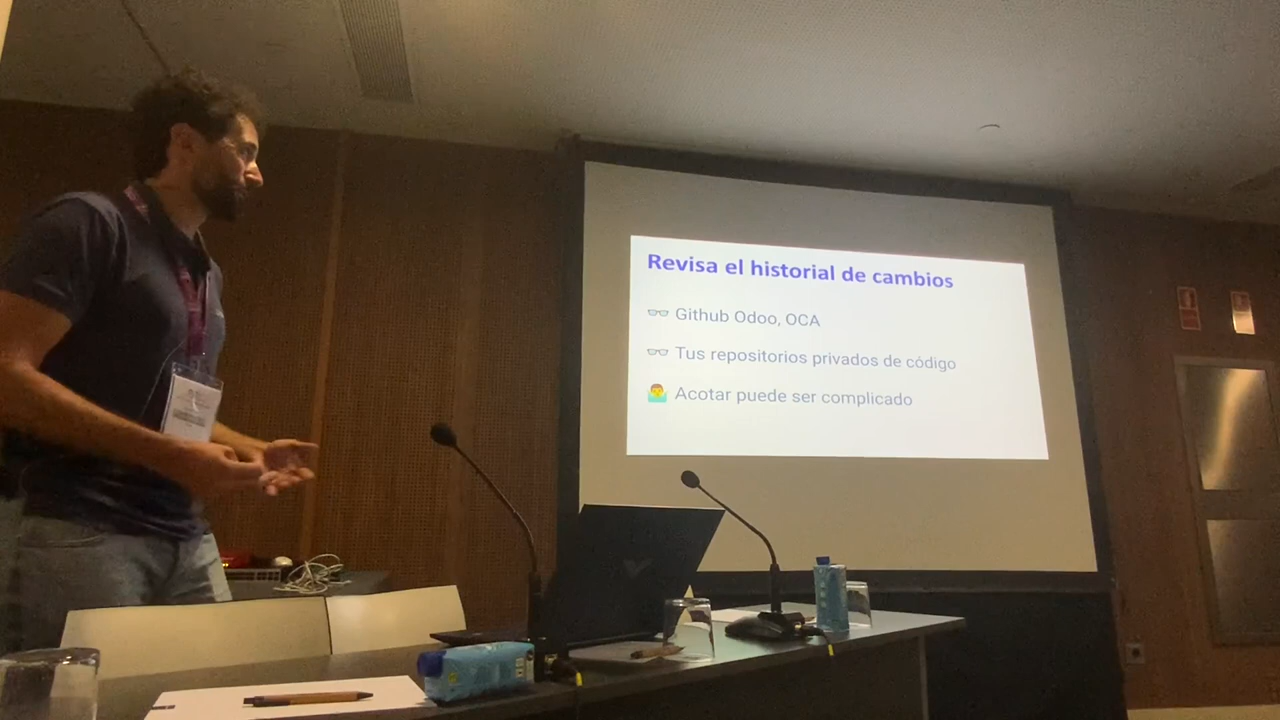 Revisa el historial de cambios
👓 Github Odoo, OCA
👓 Tus repositorios privados de código
🤷‍♂️ Acotar puede ser complicado